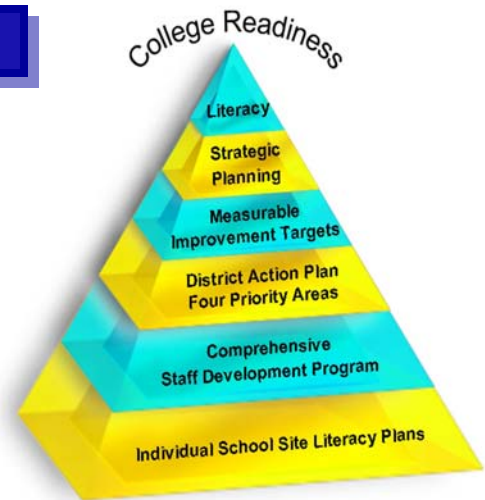 College Readiness
Literacy
Strategic
Planning
Measurable
Improvement Targets
District Action Plan
Four Priority Areas
Comprehensive
Staff Development Program
Individual School Site Literacy Plans